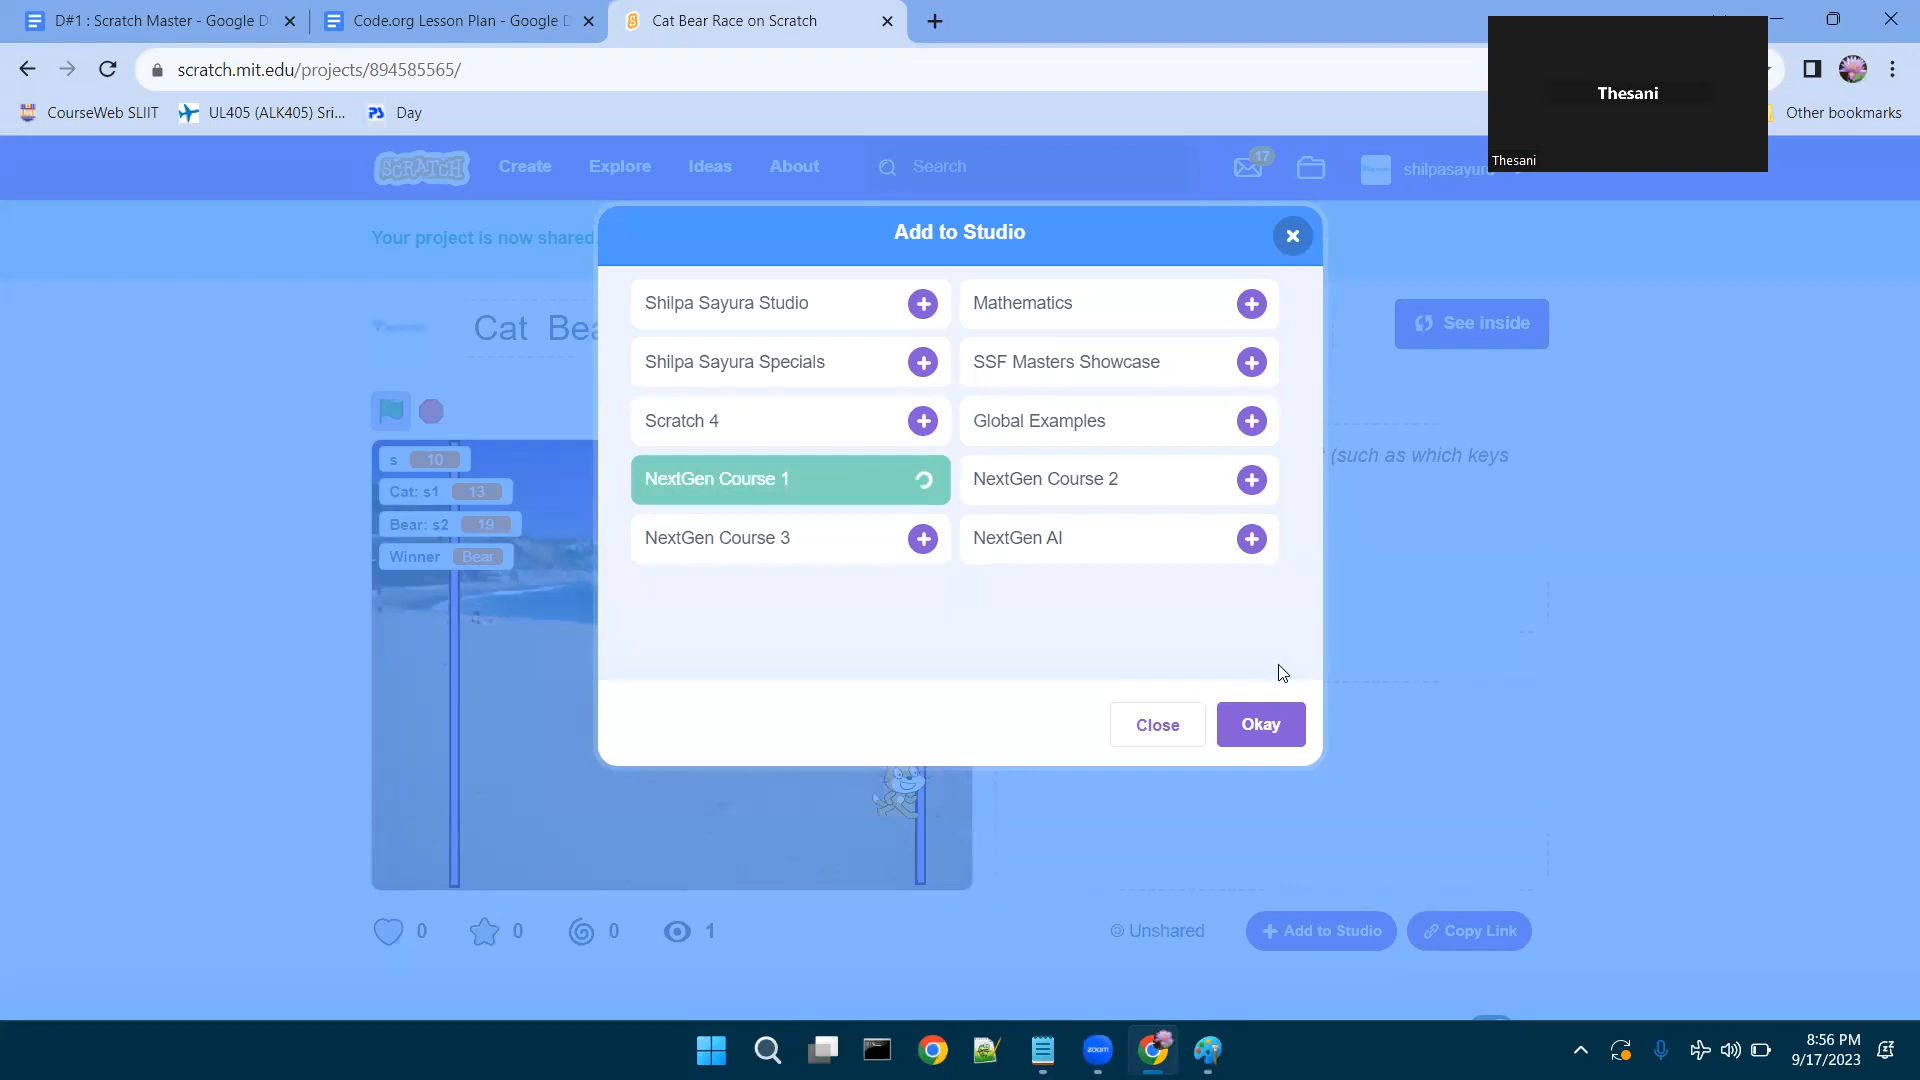 D#1 : Scratch Master - Google D
Code.org Lesson Plan - Google D
Cat Bear Race on Scratch
scratch.mit.edu/projects/894585565/
Thesani
Thesani
CourseWeb SLIIT
UL405 (ALK405) Sri...
PS Day
Other bookmarks
SCRATCH
Create
Explore
Ideas
About
Search
17
shilpasayura
Your project is now shared.
Add to Studio
Cat Bea
See inside
Shilpa Sayura Studio
Mathematics
Shilpa Sayura Specials
SSF Masters Showcase
Scratch 4
Global Examples
NextGen Course 1
NextGen Course 2
NextGen Course 3
NextGen AI
(such as which keys
s 10
Cat: s1 13
Bear: s2 19
Winner Bear
Close
Okay
0
0
0
1
Unshared
Add to Studio
Copy Link
zoom
8:56 PM
9/17/2023